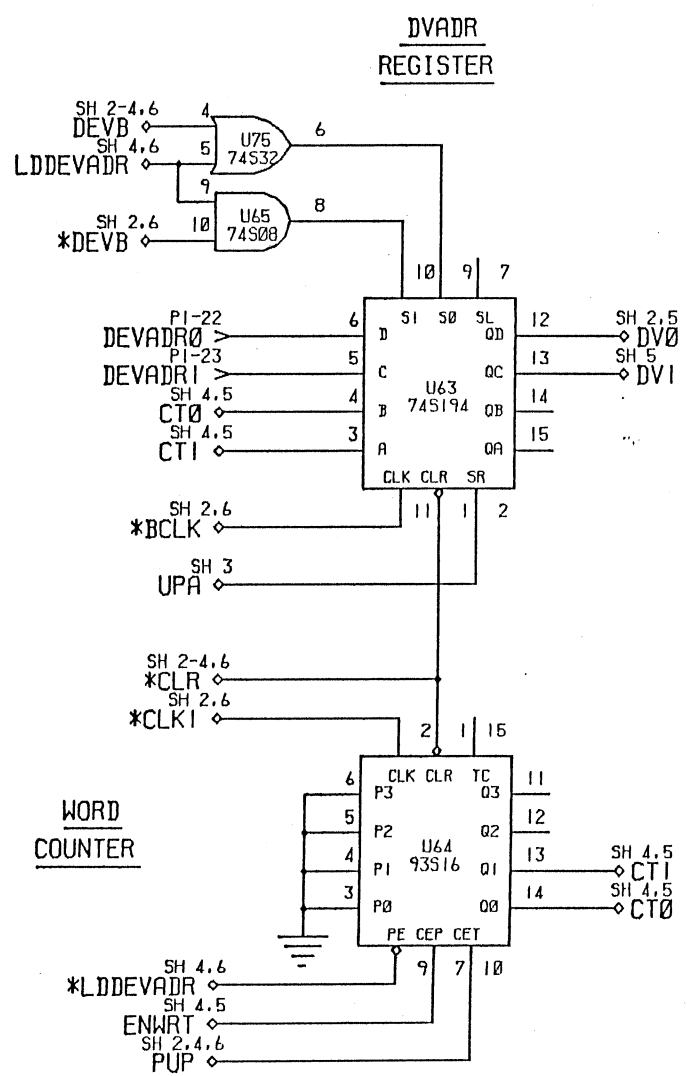 DVADR
REGISTER
SH 2-4,6
DEVB
4
SH 4,6
LDDEVADR
5
U75
74S32
6
9
SH 2,6
*DEVB
10
U65
74S08
8
10
9
7
S1 S0 SL
P1-22
DEVADR0
6
D
QD
12
SH 2,5
DV0
P1-23
DEVADR1
5
C
QC
13
SH 5
DV1
U63
74S194
SH 4,5
CT0
4
B
QB
14
SH 4,5
CT1
3
A
QA
15
CLK CLR SR
SH 2,6
*BCLK
11
1
2
SH 3
UPA
SH 2-4,6
*CLR
SH 2,6
*CLK1
2
1
15
CLK CLR TC
6
P3
Q3
11
WORD
COUNTER
5
P2
Q2
12
U64
93S16
4
P1
Q1
13
SH 4,5
CT1
3
P0
Q0
14
SH 4,5
CT0
PE CEP CET
SH 4,6
*LDDEVADR
9
7
10
SH 4,5
ENWRT
SH 2,4,6
PUP